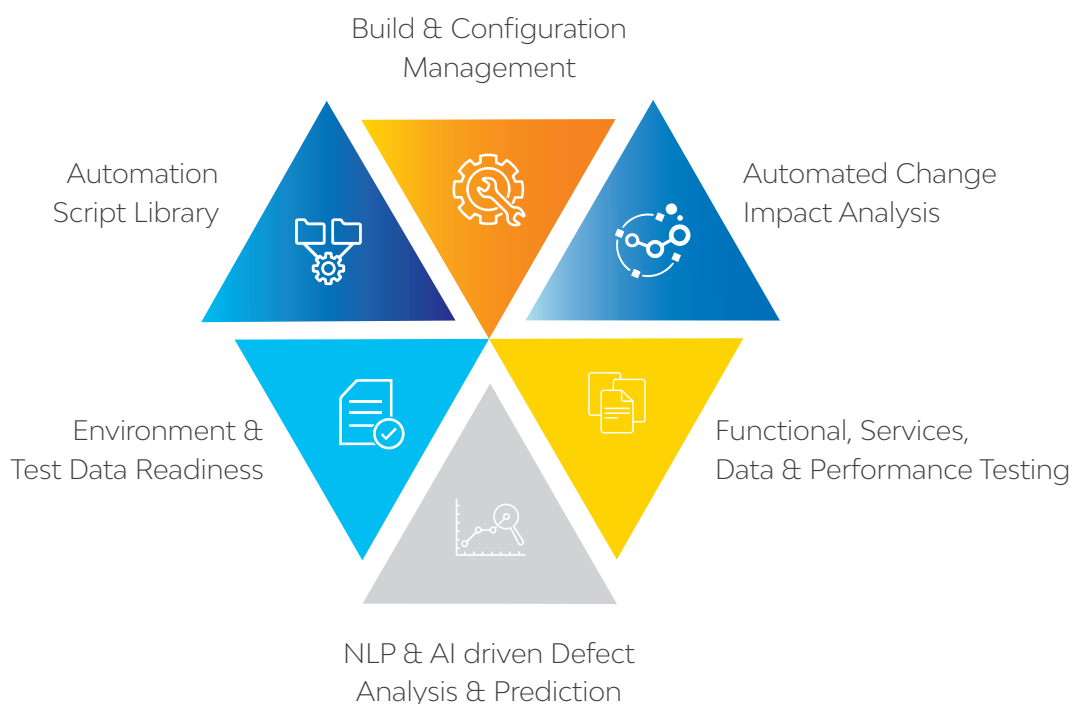 Build & Configuration
Management
Automation
Script Library
Automated Change
Impact Analysis
Environment &
Test Data Readiness
Functional, Services,
Data & Performance Testing
NLP & AI driven Defect
Analysis & Prediction